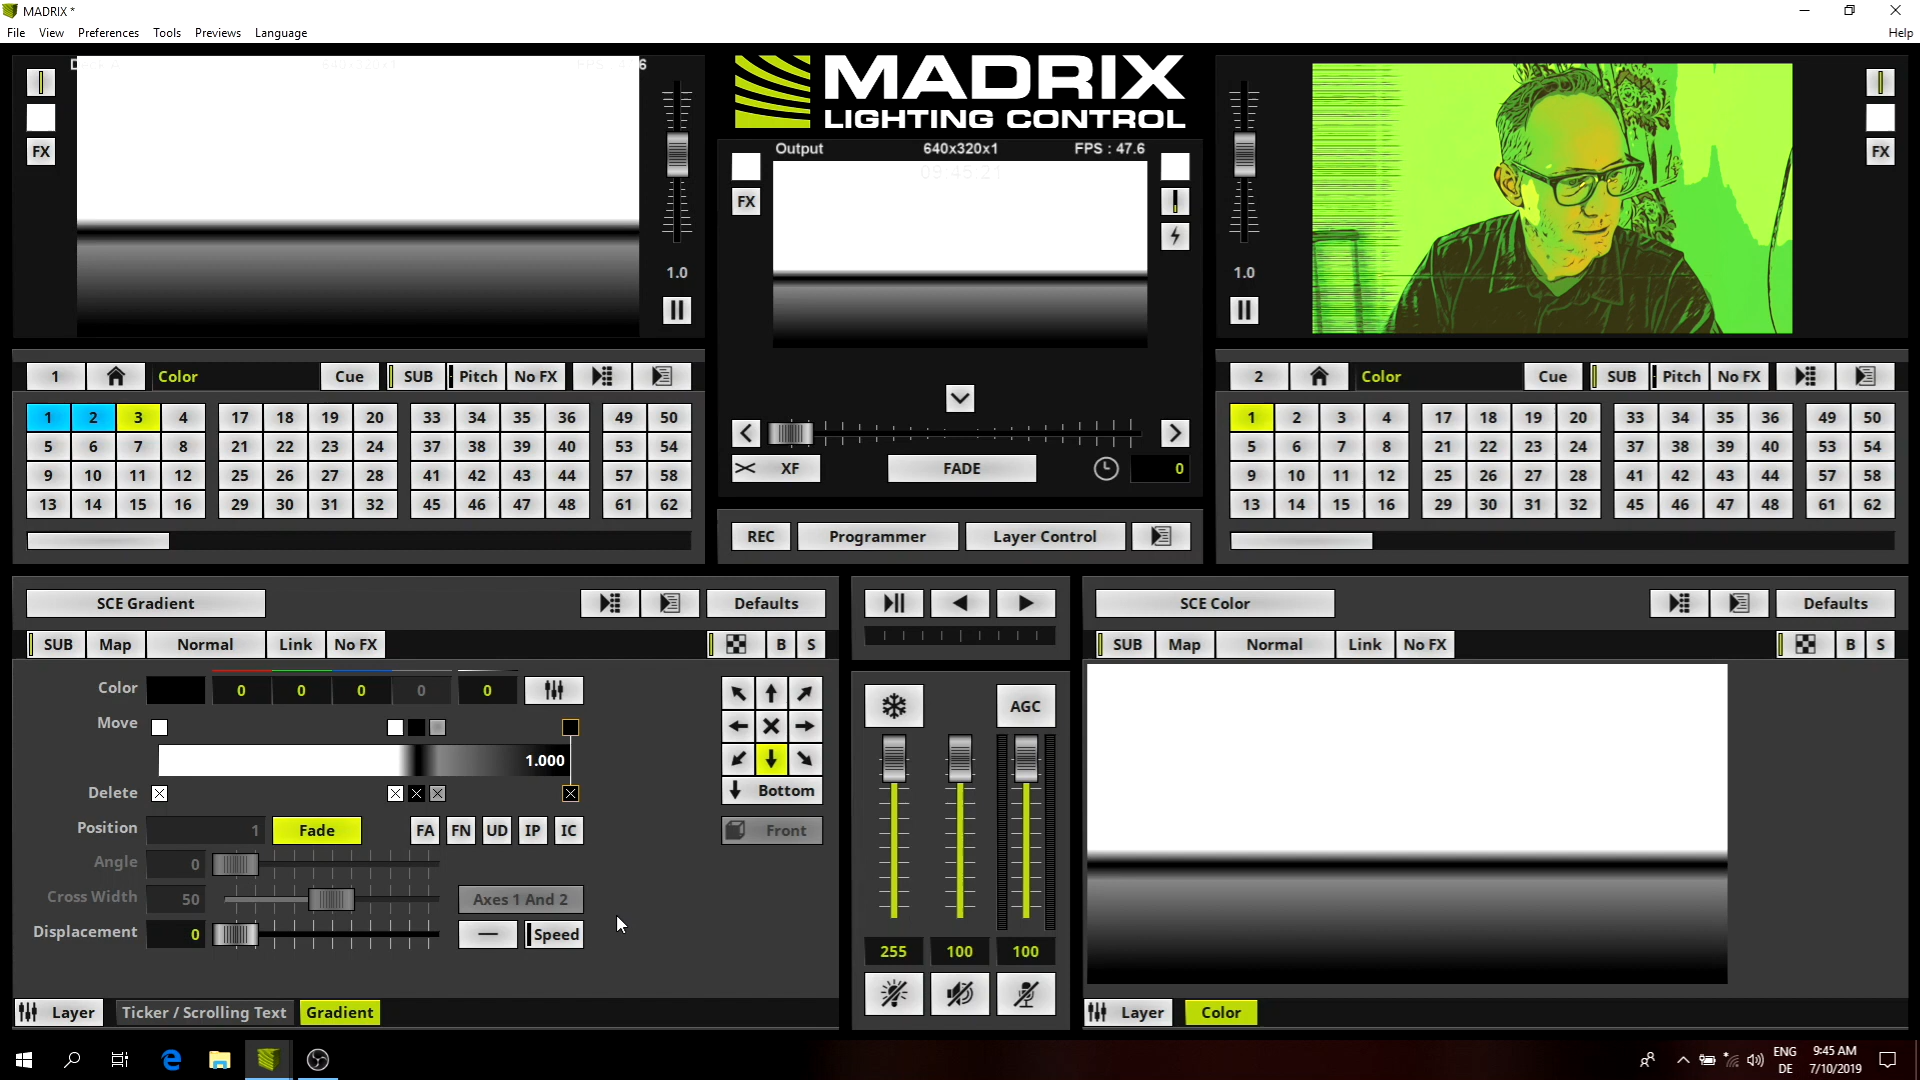 MADRIX *
File View Preferences Tools Previews Language Help
Deck A 640x320x1
MADRIX
LIGHTING CONTROL
Output 640x320x1 FPS : 47.6
09:45:21
FX
FX
FX
1.0
1.0
1 Color Cue SUB Pitch No FX
1 2 3 4 17 18 19 20 33 34 35 36 49 50
5 6 7 8 21 22 23 24 37 38 39 40 53 54
9 10 11 12 25 26 27 28 41 42 43 44 57 58
13 14 15 16 29 30 31 32 45 46 47 48 61 62
XF FADE 0
REC Programmer Layer Control
2 Color Cue SUB Pitch No FX
1 2 3 4 17 18 19 20 33 34 35 36 49 50
5 6 7 8 21 22 23 24 37 38 39 40 53 54
9 10 11 12 25 26 27 28 41 42 43 44 57 58
13 14 15 16 29 30 31 32 45 46 47 48 61 62
SCE Gradient Defaults
SUB Map Normal Link No FX B S
Color 0 0 0 0 0
Move
1.000
Delete
Bottom
Position 1 Fade FA FN UD IP IC Front
Angle 0
Cross Width 50 Axes 1 And 2
Displacement 0 — Speed
Layer Ticker / Scrolling Text Gradient
AGC
255 100 100
SCE Color Defaults
SUB Map Normal Link No FX B S
Layer Color
ENG 9:45 AM
DE 7/10/2019